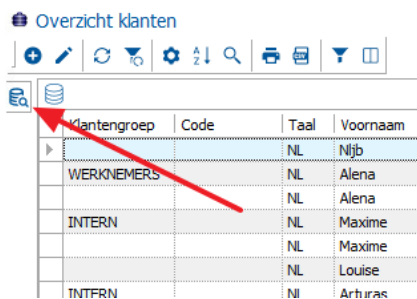 Overzicht klanten
Klantengroep Code Taal Voornaam
NL Nljb
WERKNEMERS NL Alena
NL Alena
INTERN NL Maxime
NL Maxime
NL Louise
INTERN NL Arturas